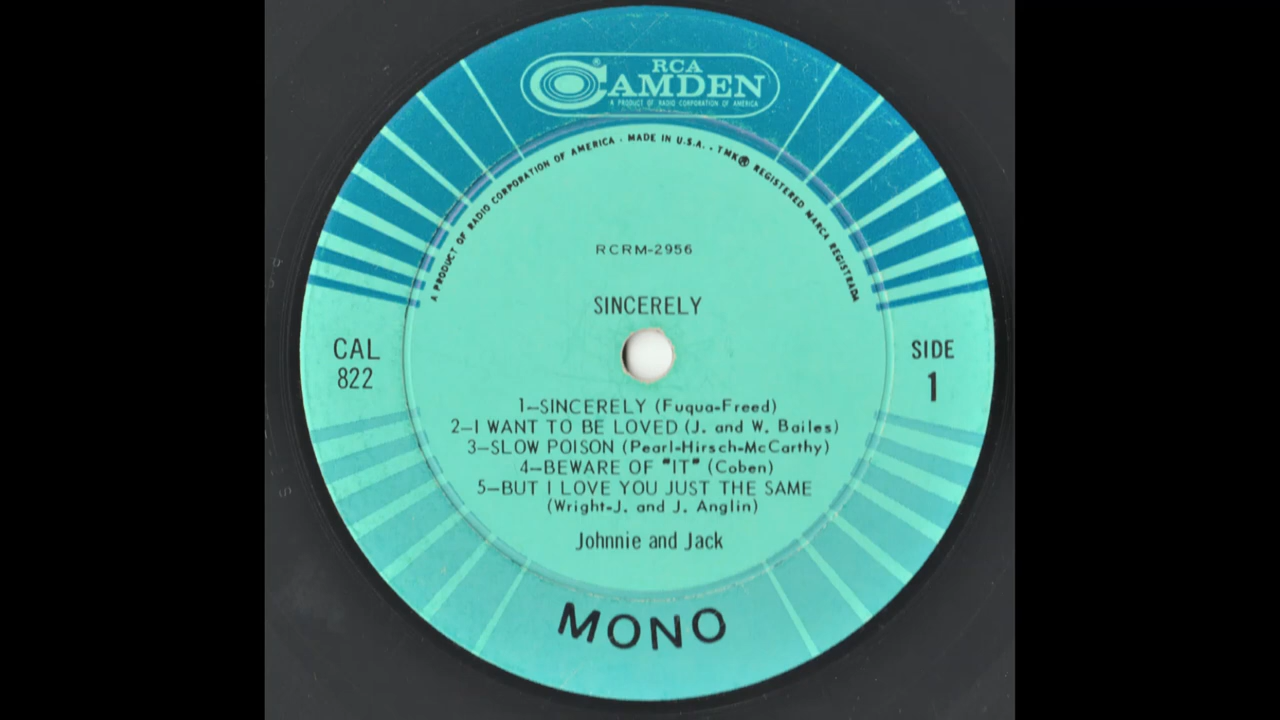 RCA
CAMDEN®
A PRODUCT OF RADIO CORPORATION OF AMERICA
A PRODUCT OF RADIO CORPORATION OF AMERICA · MADE IN U.S.A. · TMK® REGISTERED MARCA REGISTRADA
RCRM-2956
SINCERELY
CAL
822
SIDE
1
1—SINCERELY (Fuqua-Freed)
2—I WANT TO BE LOVED (J. and W. Bailes)
3—SLOW POISON (Pearl-Hirsch-McCarthy)
4—BEWARE OF "IT" (Coben)
5—BUT I LOVE YOU JUST THE SAME
(Wright-J. and J. Anglin)
Johnnie and Jack
MONO